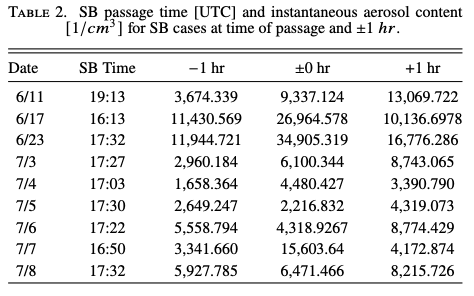 TABLE 2. SB passage time [UTC] and instantaneous aerosol content
[1/cm³] for SB cases at time of passage and ±1 hr.
Date SB Time −1 hr ±0 hr +1 hr
6/11 19:13 3,674.339 9,337.124 13,069.722
6/17 16:13 11,430.569 26,964.578 10,136.6978
6/23 17:32 11,944.721 34,905.319 16,776.286
7/3 17:27 2,960.184 6,100.344 8,743.065
7/4 17:03 1,658.364 4,480.427 3,390.790
7/5 17:30 2,649.247 2,216.832 4,319.073
7/6 17:22 5,558.794 4,318.9267 8,774.429
7/7 16:50 3,341.660 15,603.64 4,172.874
7/8 17:32 5,927.785 6,471.466 8,215.726